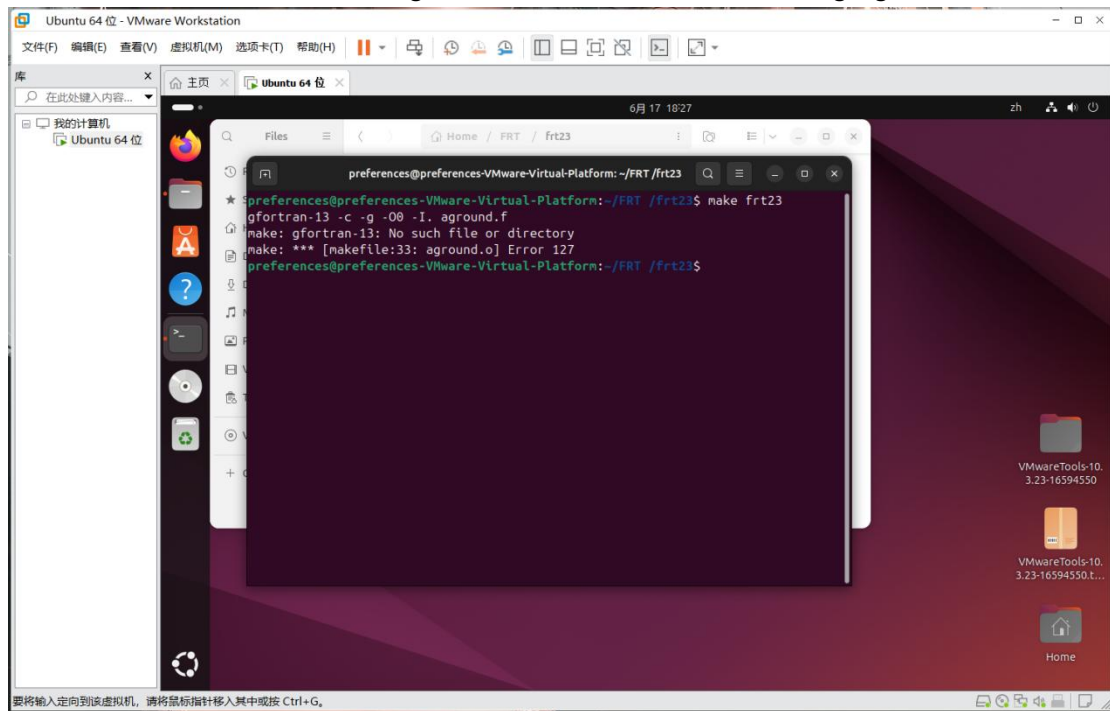 Ubuntu 64 位 - VMware Workstation
文件(F) 编辑(E) 查看(V) 虚拟机(M) 选项卡(T) 帮助(H)
库
在此处键入内容...
我的计算机
Ubuntu 64 位
主页
Ubuntu 64 位
6月 17 18:27
zh
Files
Home / FRT / frt23
preferences@preferences-VMware-Virtual-Platform: ~/FRT /frt23
preferences@preferences-VMware-Virtual-Platform:~/FRT /frt23$ make frt23
gfortran-13 -c -g -O0 -I. aground.f
make: gfortran-13: No such file or directory
make: *** [makefile:33: aground.o] Error 127
preferences@preferences-VMware-Virtual-Platform:~/FRT /frt23$
VMwareTools-10.
3.23-16594550
VMwareTools-10.
3.23-16594550.t...
Home
要将输入定向到该虚拟机，请将鼠标指针移入其中或按 Ctrl+G。